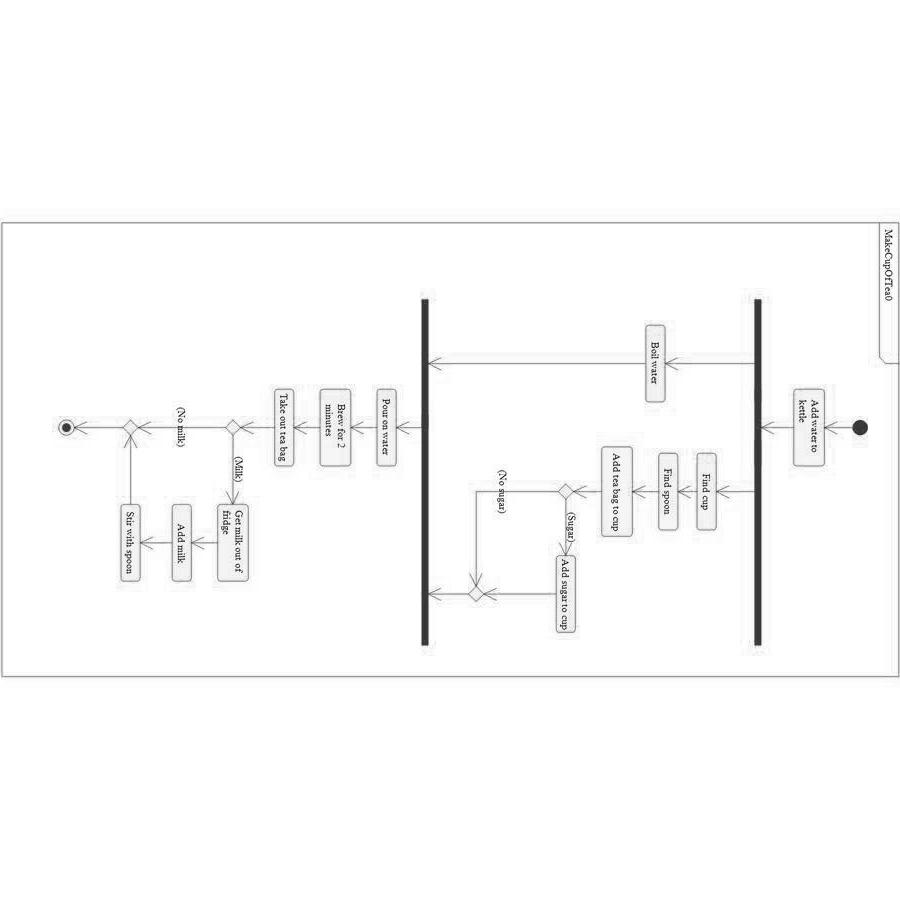 MakeCupOfTea0
Add water to
kettle
Boil water
Find cup
Find spoon
Add tea bag to cup
(Sugar)
Add sugar to cup
(No sugar)
Pour on water
Brew for 2
minutes
Take out tea bag
(Milk)
Get milk out of
fridge
(No milk)
Add milk
Stir with spoon